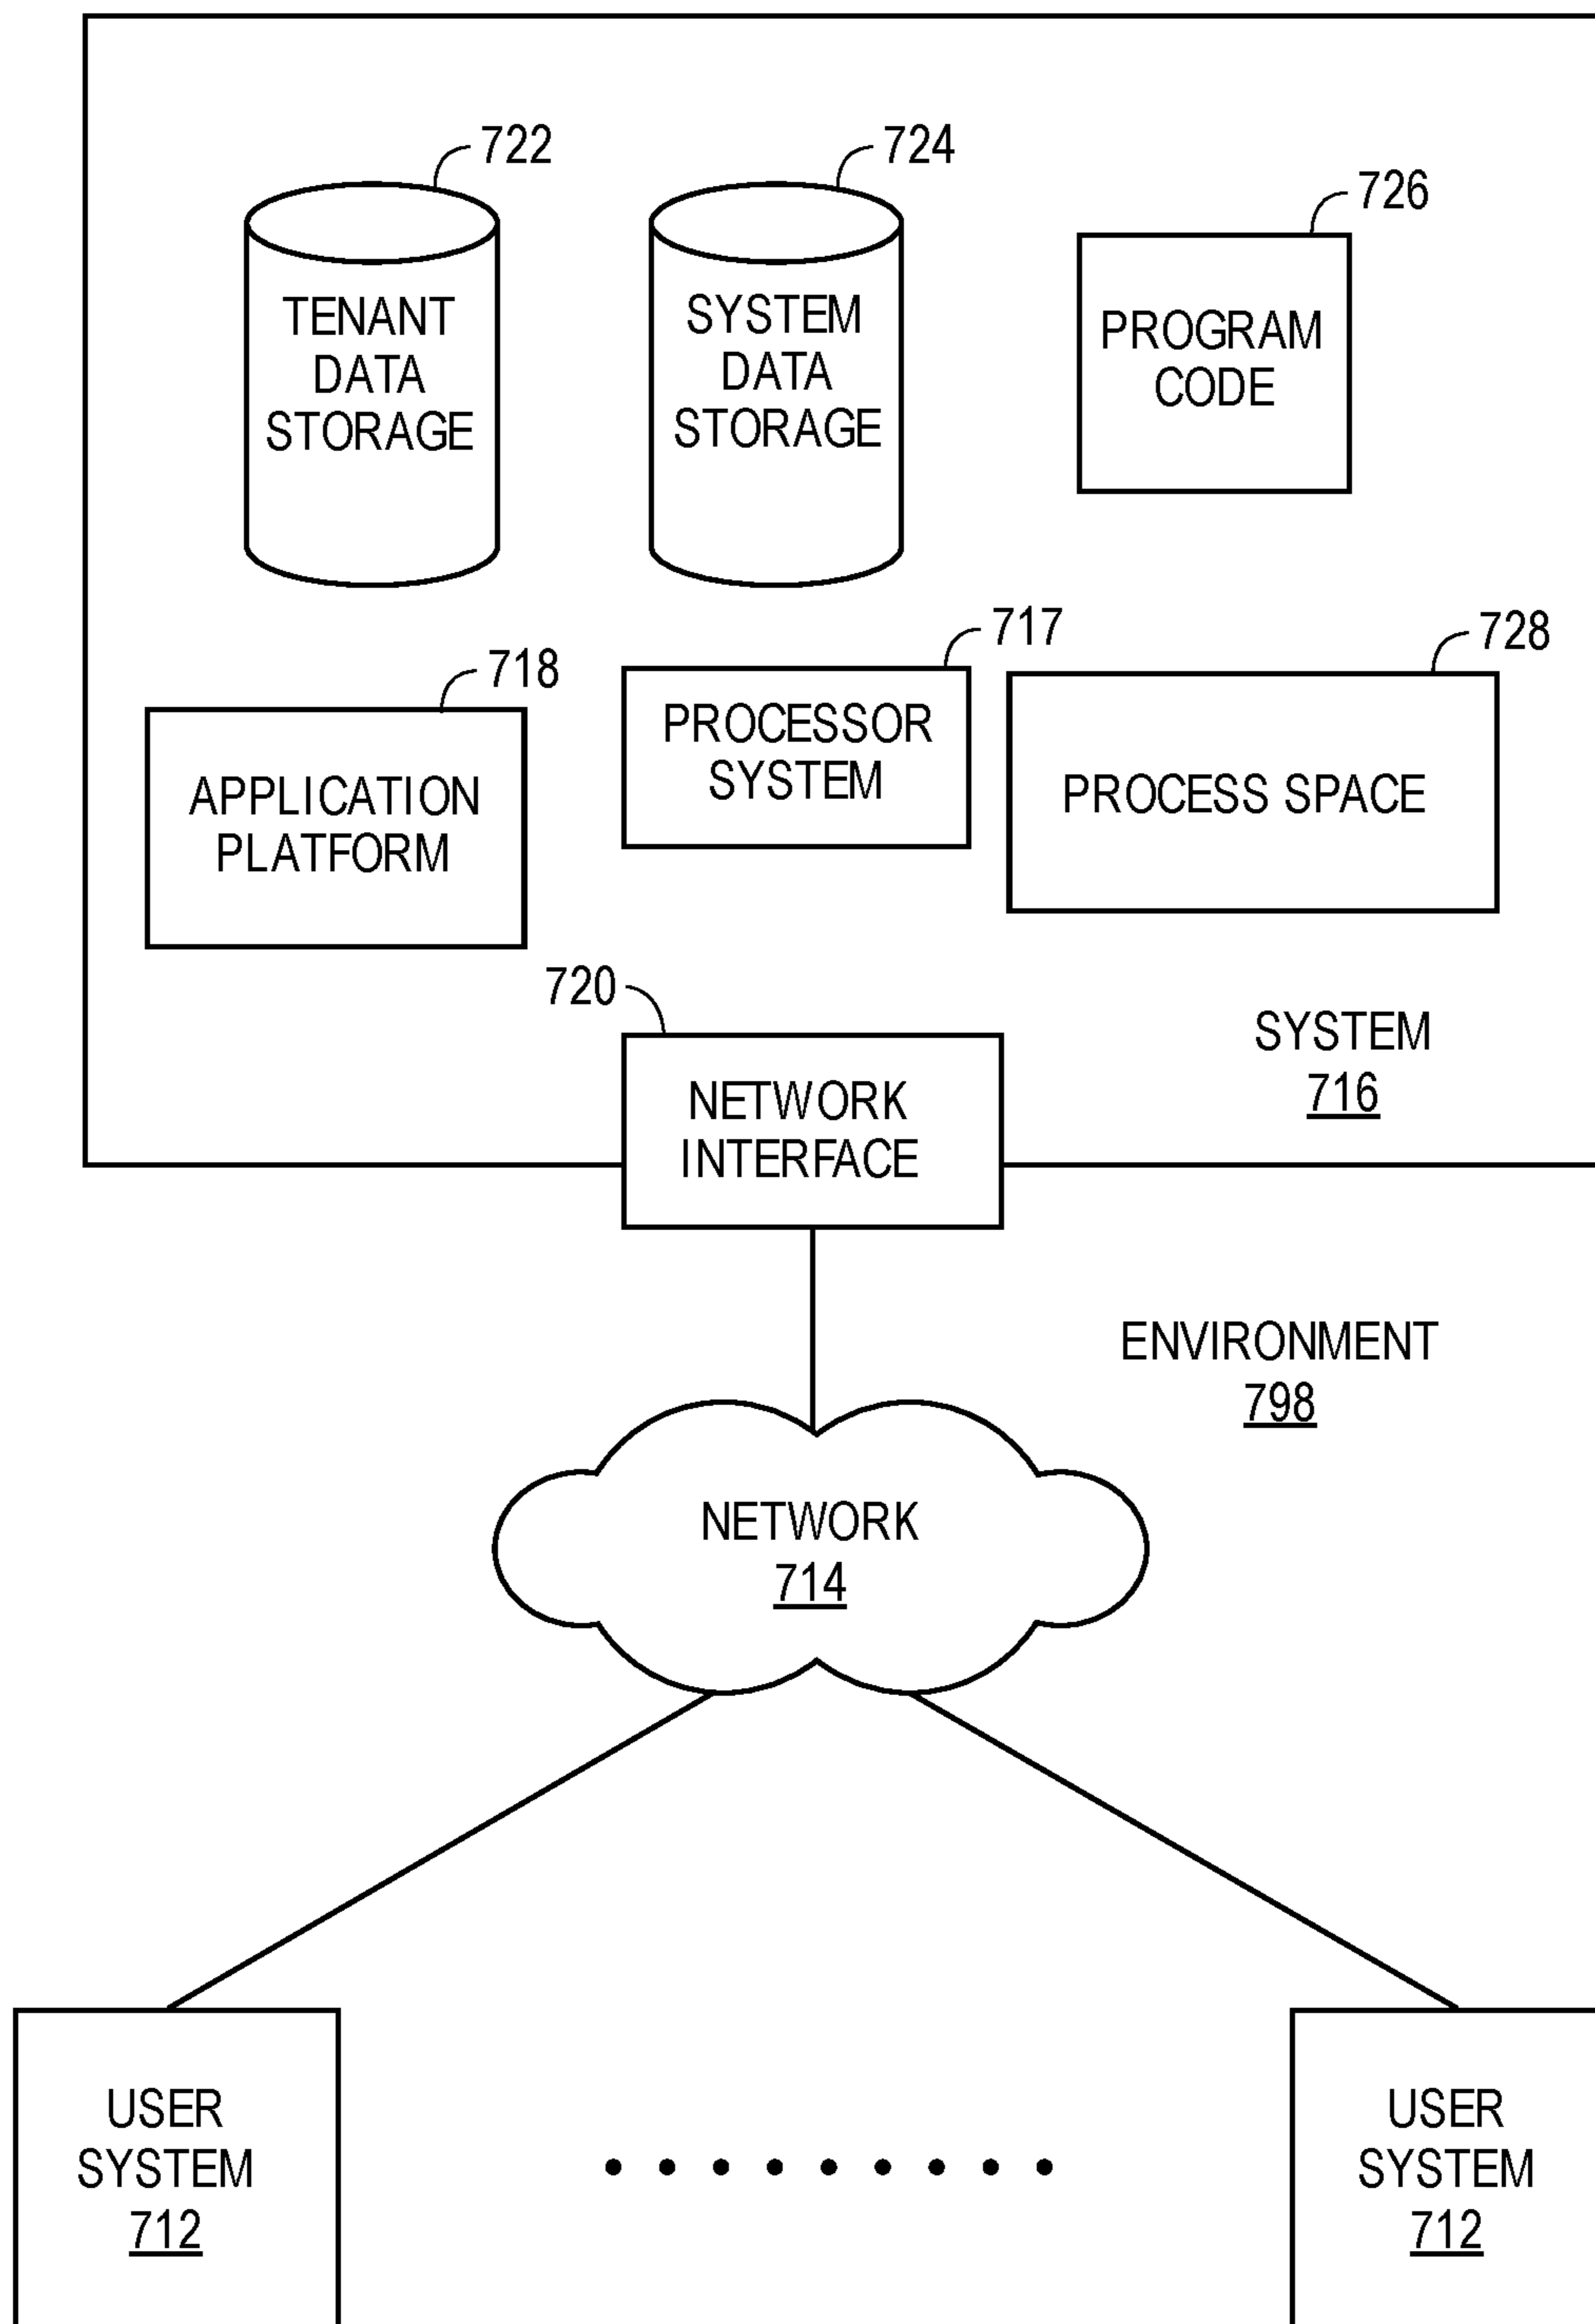 722
724
726
TENANT
DATA
STORAGE
SYSTEM
DATA
STORAGE
PROGRAM
CODE
718
717
728
APPLICATION
PLATFORM
PROCESSOR
SYSTEM
PROCESS SPACE
720
NETWORK
INTERFACE
SYSTEM
716
ENVIRONMENT
798
NETWORK
714
USER
SYSTEM
712
USER
SYSTEM
712